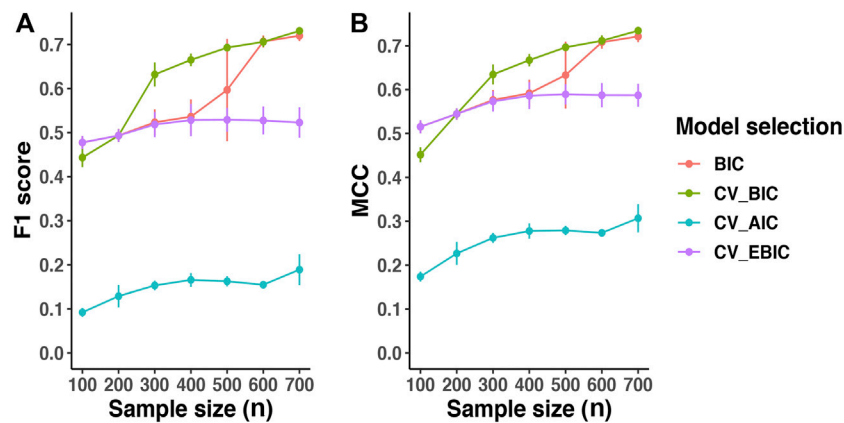 A
F1 score
0.7
0.6
0.5
0.4
0.3
0.2
0.1
0.0
100 200 300 400 500 600 700
Sample size (n)
B
MCC
0.7
0.6
0.5
0.4
0.3
0.2
0.1
0.0
100 200 300 400 500 600 700
Sample size (n)
Model selection
BIC
CV_BIC
CV_AIC
CV_EBIC